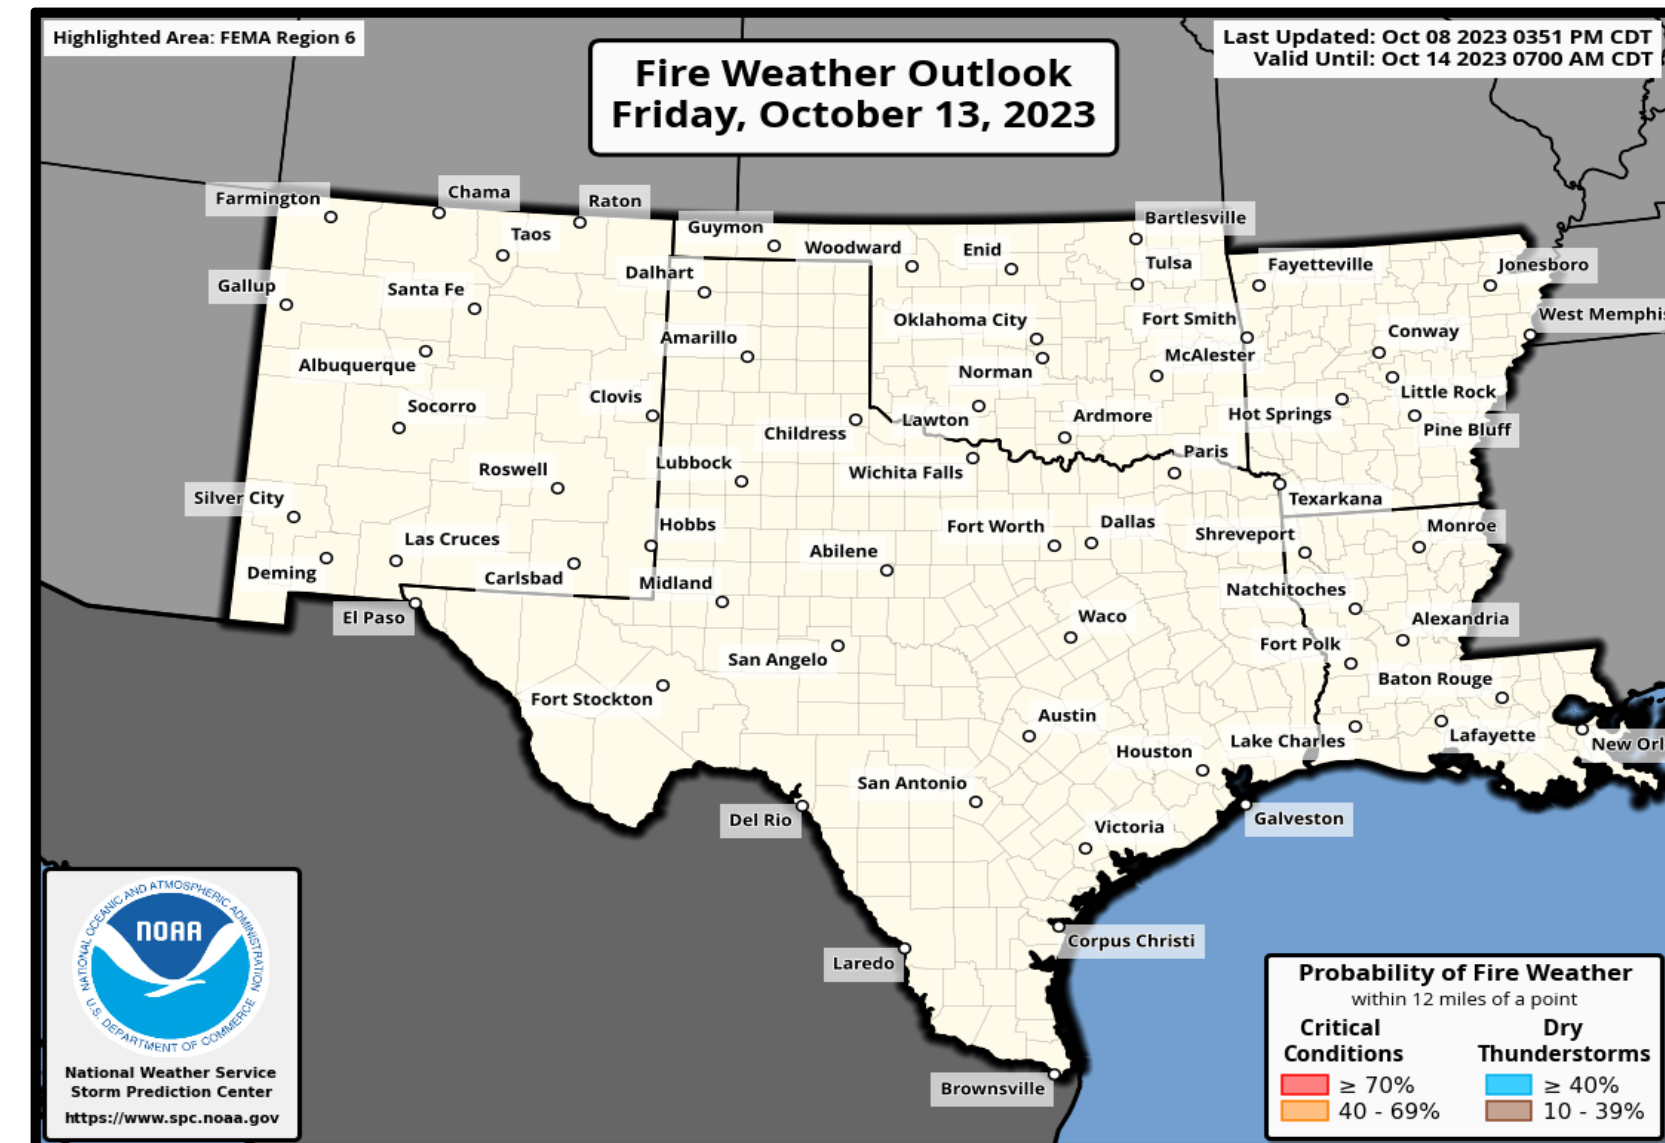 Highlighted Area: FEMA Region 6
Fire Weather Outlook
Friday, October 13, 2023
Last Updated: Oct 08 2023 0351 PM CDT
Valid Until: Oct 14 2023 0700 AM CDT
Farmington
Chama
Raton
Taos
Guymon
Woodward
Enid
Bartlesville
Tulsa
Fayetteville
Jonesboro
Gallup
Santa Fe
Dalhart
Oklahoma City
Fort Smith
West Memphis
Albuquerque
Amarillo
Norman
McAlester
Conway
Little Rock
Socorro
Clovis
Childress
Lawton
Ardmore
Hot Springs
Pine Bluff
Roswell
Lubbock
Wichita Falls
Paris
Texarkana
Silver City
Las Cruces
Hobbs
Fort Worth
Dallas
Shreveport
Monroe
Deming
Carlsbad
Midland
Abilene
Natchitoches
El Paso
San Angelo
Waco
Fort Polk
Alexandria
Fort Stockton
Austin
Baton Rouge
Houston
Lake Charles
Lafayette
New Orl
San Antonio
Del Rio
Victoria
Galveston
Corpus Christi
Laredo
Brownsville
NATIONAL OCEANIC AND ATMOSPHERIC ADMINISTRATION
NOAA
U.S. DEPARTMENT OF COMMERCE
National Weather Service
Storm Prediction Center
https://www.spc.noaa.gov
Probability of Fire Weather
within 12 miles of a point
Critical Conditions
≥ 70%
40 - 69%
Dry Thunderstorms
≥ 40%
10 - 39%